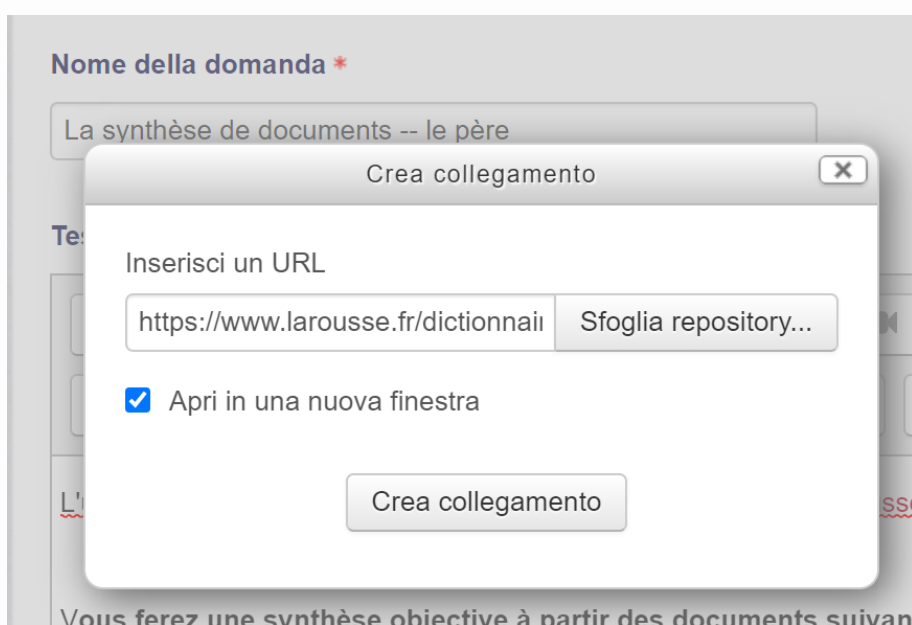 Nome della domanda *
La synthèse de documents -- le père
Crea collegamento
Inserisci un URL
https://www.larousse.fr/dictionnair
Sfoglia repository...
Apri in una nuova finestra
Crea collegamento
Vous ferez une synthèse objective à partir des documents suivan